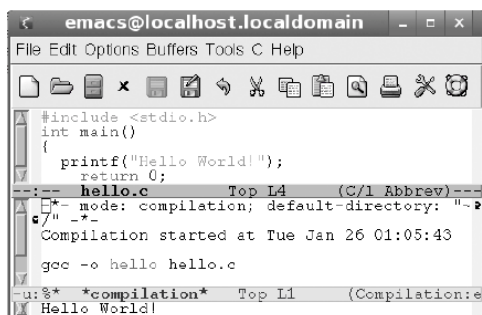 emacs@localhost.localdomain
File Edit Options Buffers Tools C Help
#include <stdio.h>
int main()
{
printf("Hello World!");
return 0;
--:-- hello.c Top L4 (C/l Abbrev)---
-*- mode: compilation; default-directory: "~
/" -*-
Compilation started at Tue Jan 26 01:05:43
gcc -o hello hello.c
-u:%* *compilation* Top L1 (Compilation:e
Hello World!